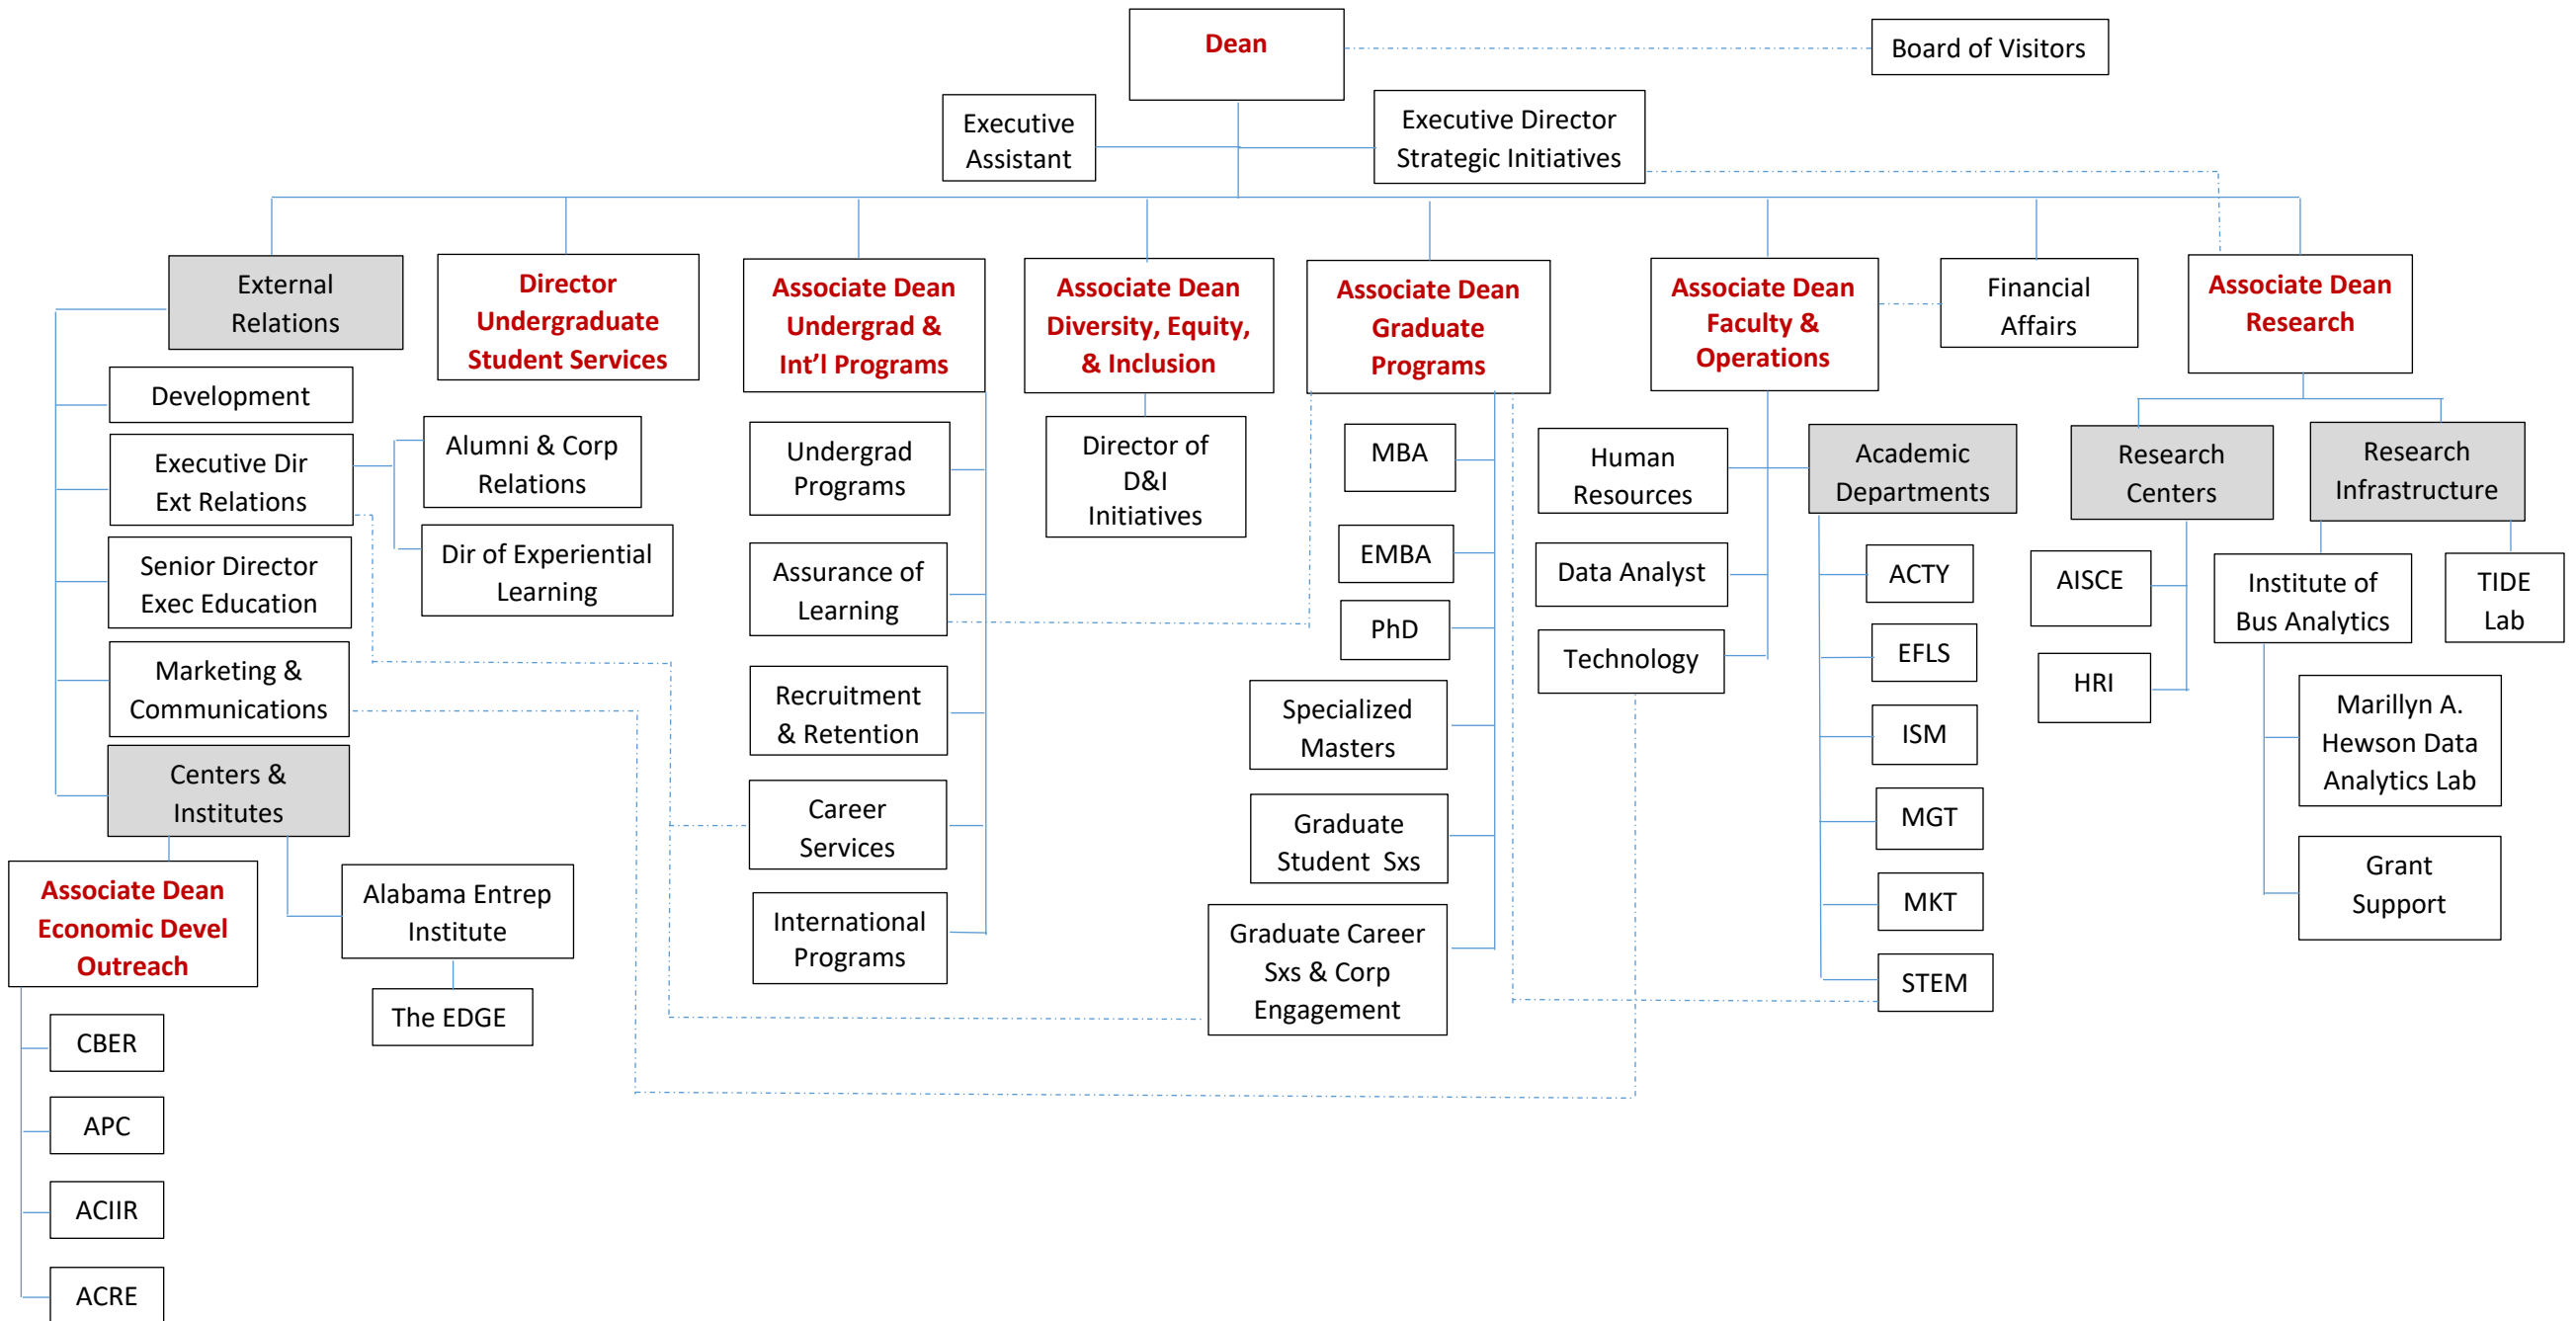 Dean
Board of Visitors
Executive
Assistant
Executive Director
Strategic Initiatives
External
Relations
Director
Undergraduate
Student Services
Associate Dean
Undergrad &
Int’l Programs
Associate Dean
Diversity, Equity,
& Inclusion
Associate Dean
Graduate
Programs
Associate Dean
Faculty &
Operations
Financial
Affairs
Associate Dean
Research
Development
Executive Dir
Ext Relations
Alumni & Corp
Relations
Dir of Experiential
Learning
Senior Director
Exec Education
Marketing &
Communications
Centers &
Institutes
Associate Dean
Economic Devel
Outreach
Alabama Entrep
Institute
The EDGE
CBER
APC
ACIIR
ACRE
Undergrad
Programs
Assurance of
Learning
Recruitment
& Retention
Career
Services
International
Programs
Director of
D&I
Initiatives
MBA
EMBA
PhD
Specialized
Masters
Graduate
Student  Sxs
Graduate Career
Sxs & Corp
Engagement
Human
Resources
Data Analyst
Technology
Academic
Departments
ACTY
EFLS
ISM
MGT
MKT
STEM
Research
Centers
AISCE
HRI
Research
Infrastructure
Institute of
Bus Analytics
TIDE
Lab
Marillyn A.
Hewson Data
Analytics Lab
Grant
Support